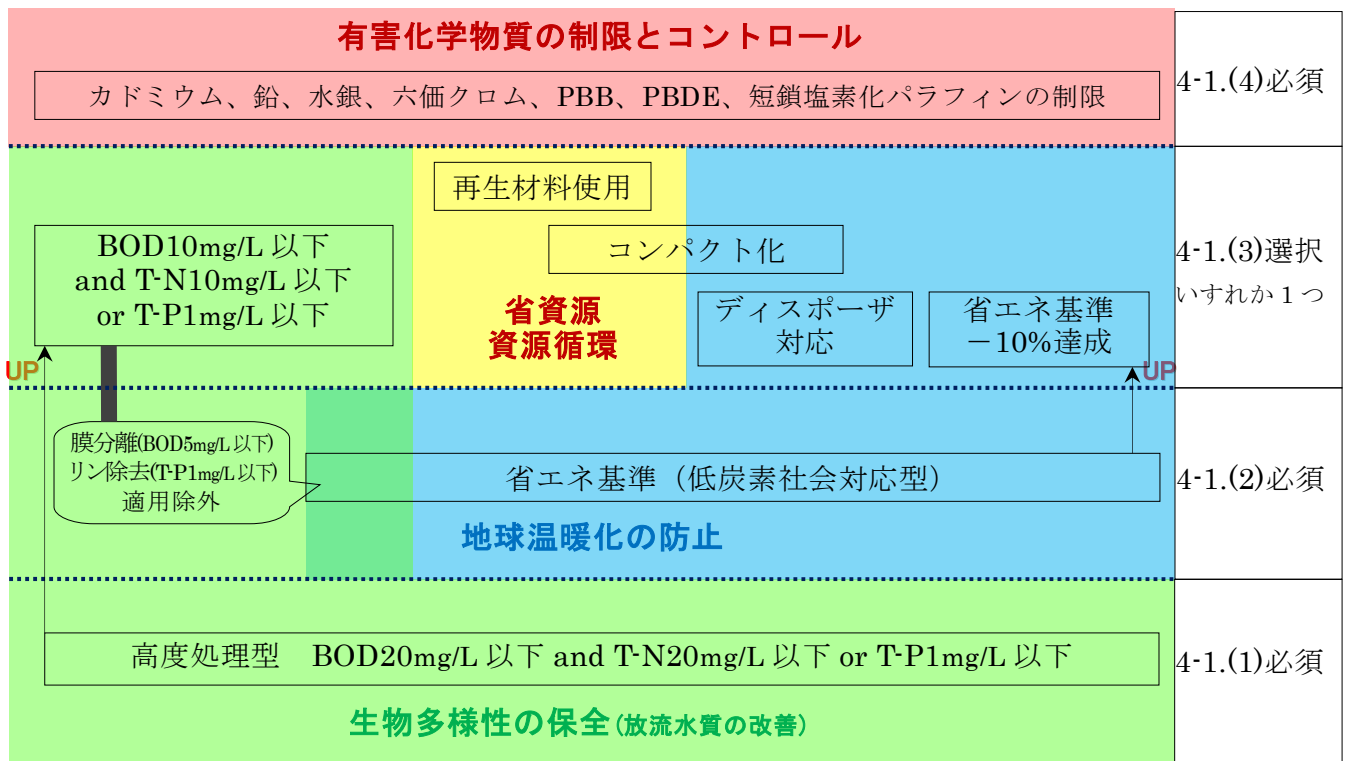 有害化学物質の制限とコントロール
カドミウム、鉛、水銀、六価クロム、PBB、PBDE、短鎖塩素化パラフィンの制限
4-1.(4)必須
再生材料使用
BOD10mg/L 以下
and T-N10mg/L 以下
or T-P1mg/L 以下
コンパクト化
4-1.(3)選択
いすれか 1 つ
省資源
資源循環
ディスポーザ
対応
省エネ基準
－10%達成
UP
UP
膜分離(BOD5mg/L 以下)
リン除去(T-P1mg/L 以下)
適用除外
省エネ基準（低炭素社会対応型）
4-1.(2)必須
地球温暖化の防止
高度処理型　BOD20mg/L 以下 and T-N20mg/L 以下 or T-P1mg/L 以下
4-1.(1)必須
生物多様性の保全(放流水質の改善)